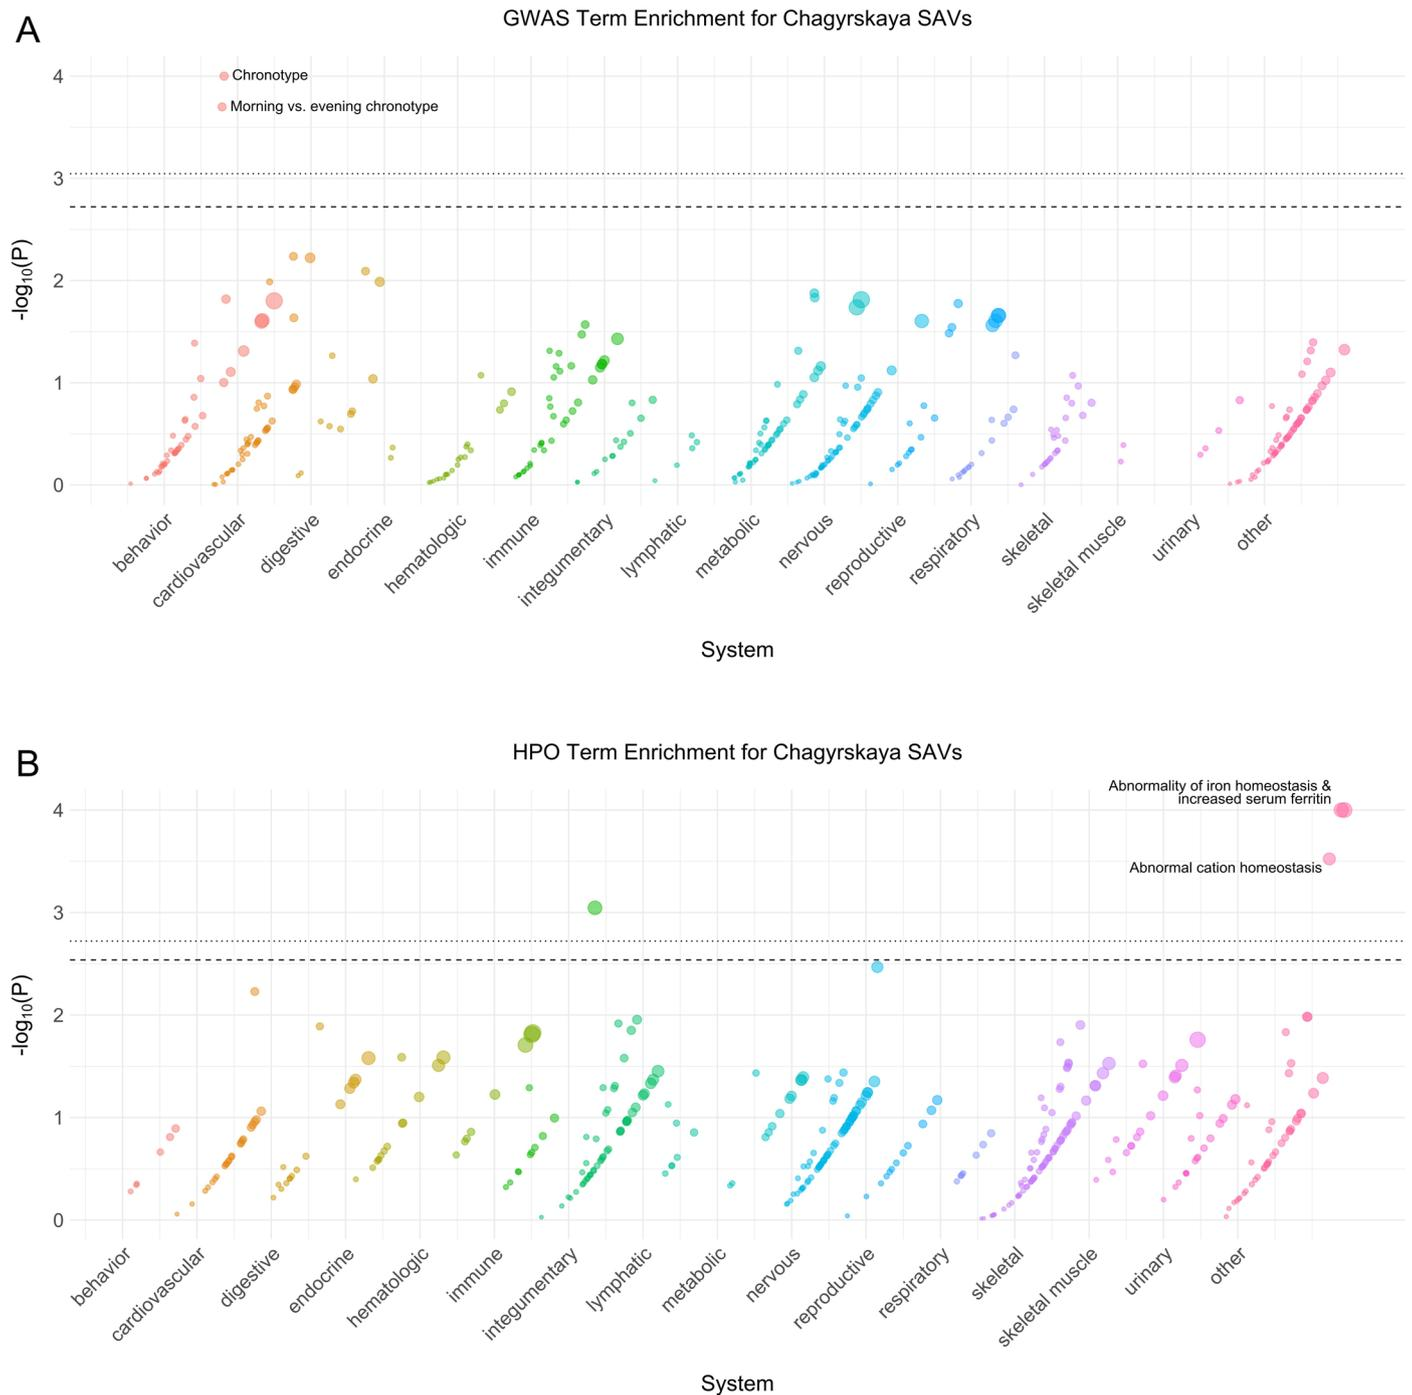 A
GWAS Term Enrichment for Chagyrskaya SAVs
4
Chronotype
Morning vs. evening chronotype
3
-log10(P)
2
1
0
behavior
cardiovascular
digestive
endocrine
hematologic
immune
integumentary
lymphatic
metabolic
nervous
reproductive
respiratory
skeletal
skeletal muscle
urinary
other
System
B
HPO Term Enrichment for Chagyrskaya SAVs
Abnormality of iron homeostasis &
increased serum ferritin
4
Abnormal cation homeostasis
3
-log10(P)
2
1
0
behavior
cardiovascular
digestive
endocrine
hematologic
immune
integumentary
lymphatic
metabolic
nervous
reproductive
respiratory
skeletal
skeletal muscle
urinary
other
System